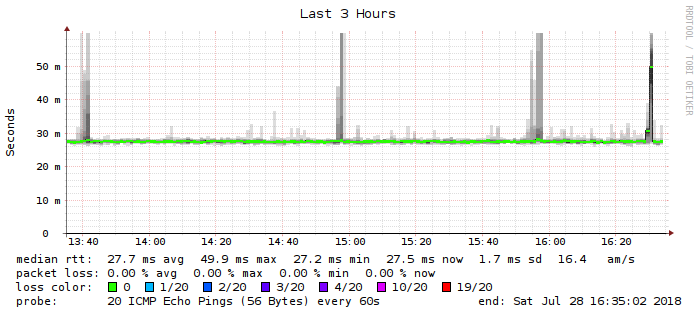 Last 3 Hours
RRDTOOL / TOBI OETIKER
Seconds
50 m
40 m
30 m
20 m
10 m
0
13:40 14:00 14:20 14:40 15:00 15:20 15:40 16:00 16:20
median rtt: 27.7 ms avg 49.9 ms max 27.2 ms min 27.5 ms now 1.7 ms sd 16.4 am/s
packet loss: 0.00 % avg 0.00 % max 0.00 % min 0.00 % now
loss color: 0 1/20 2/20 3/20 4/20 10/20 19/20
probe: 20 ICMP Echo Pings (56 Bytes) every 60s end: Sat Jul 28 16:35:02 2018